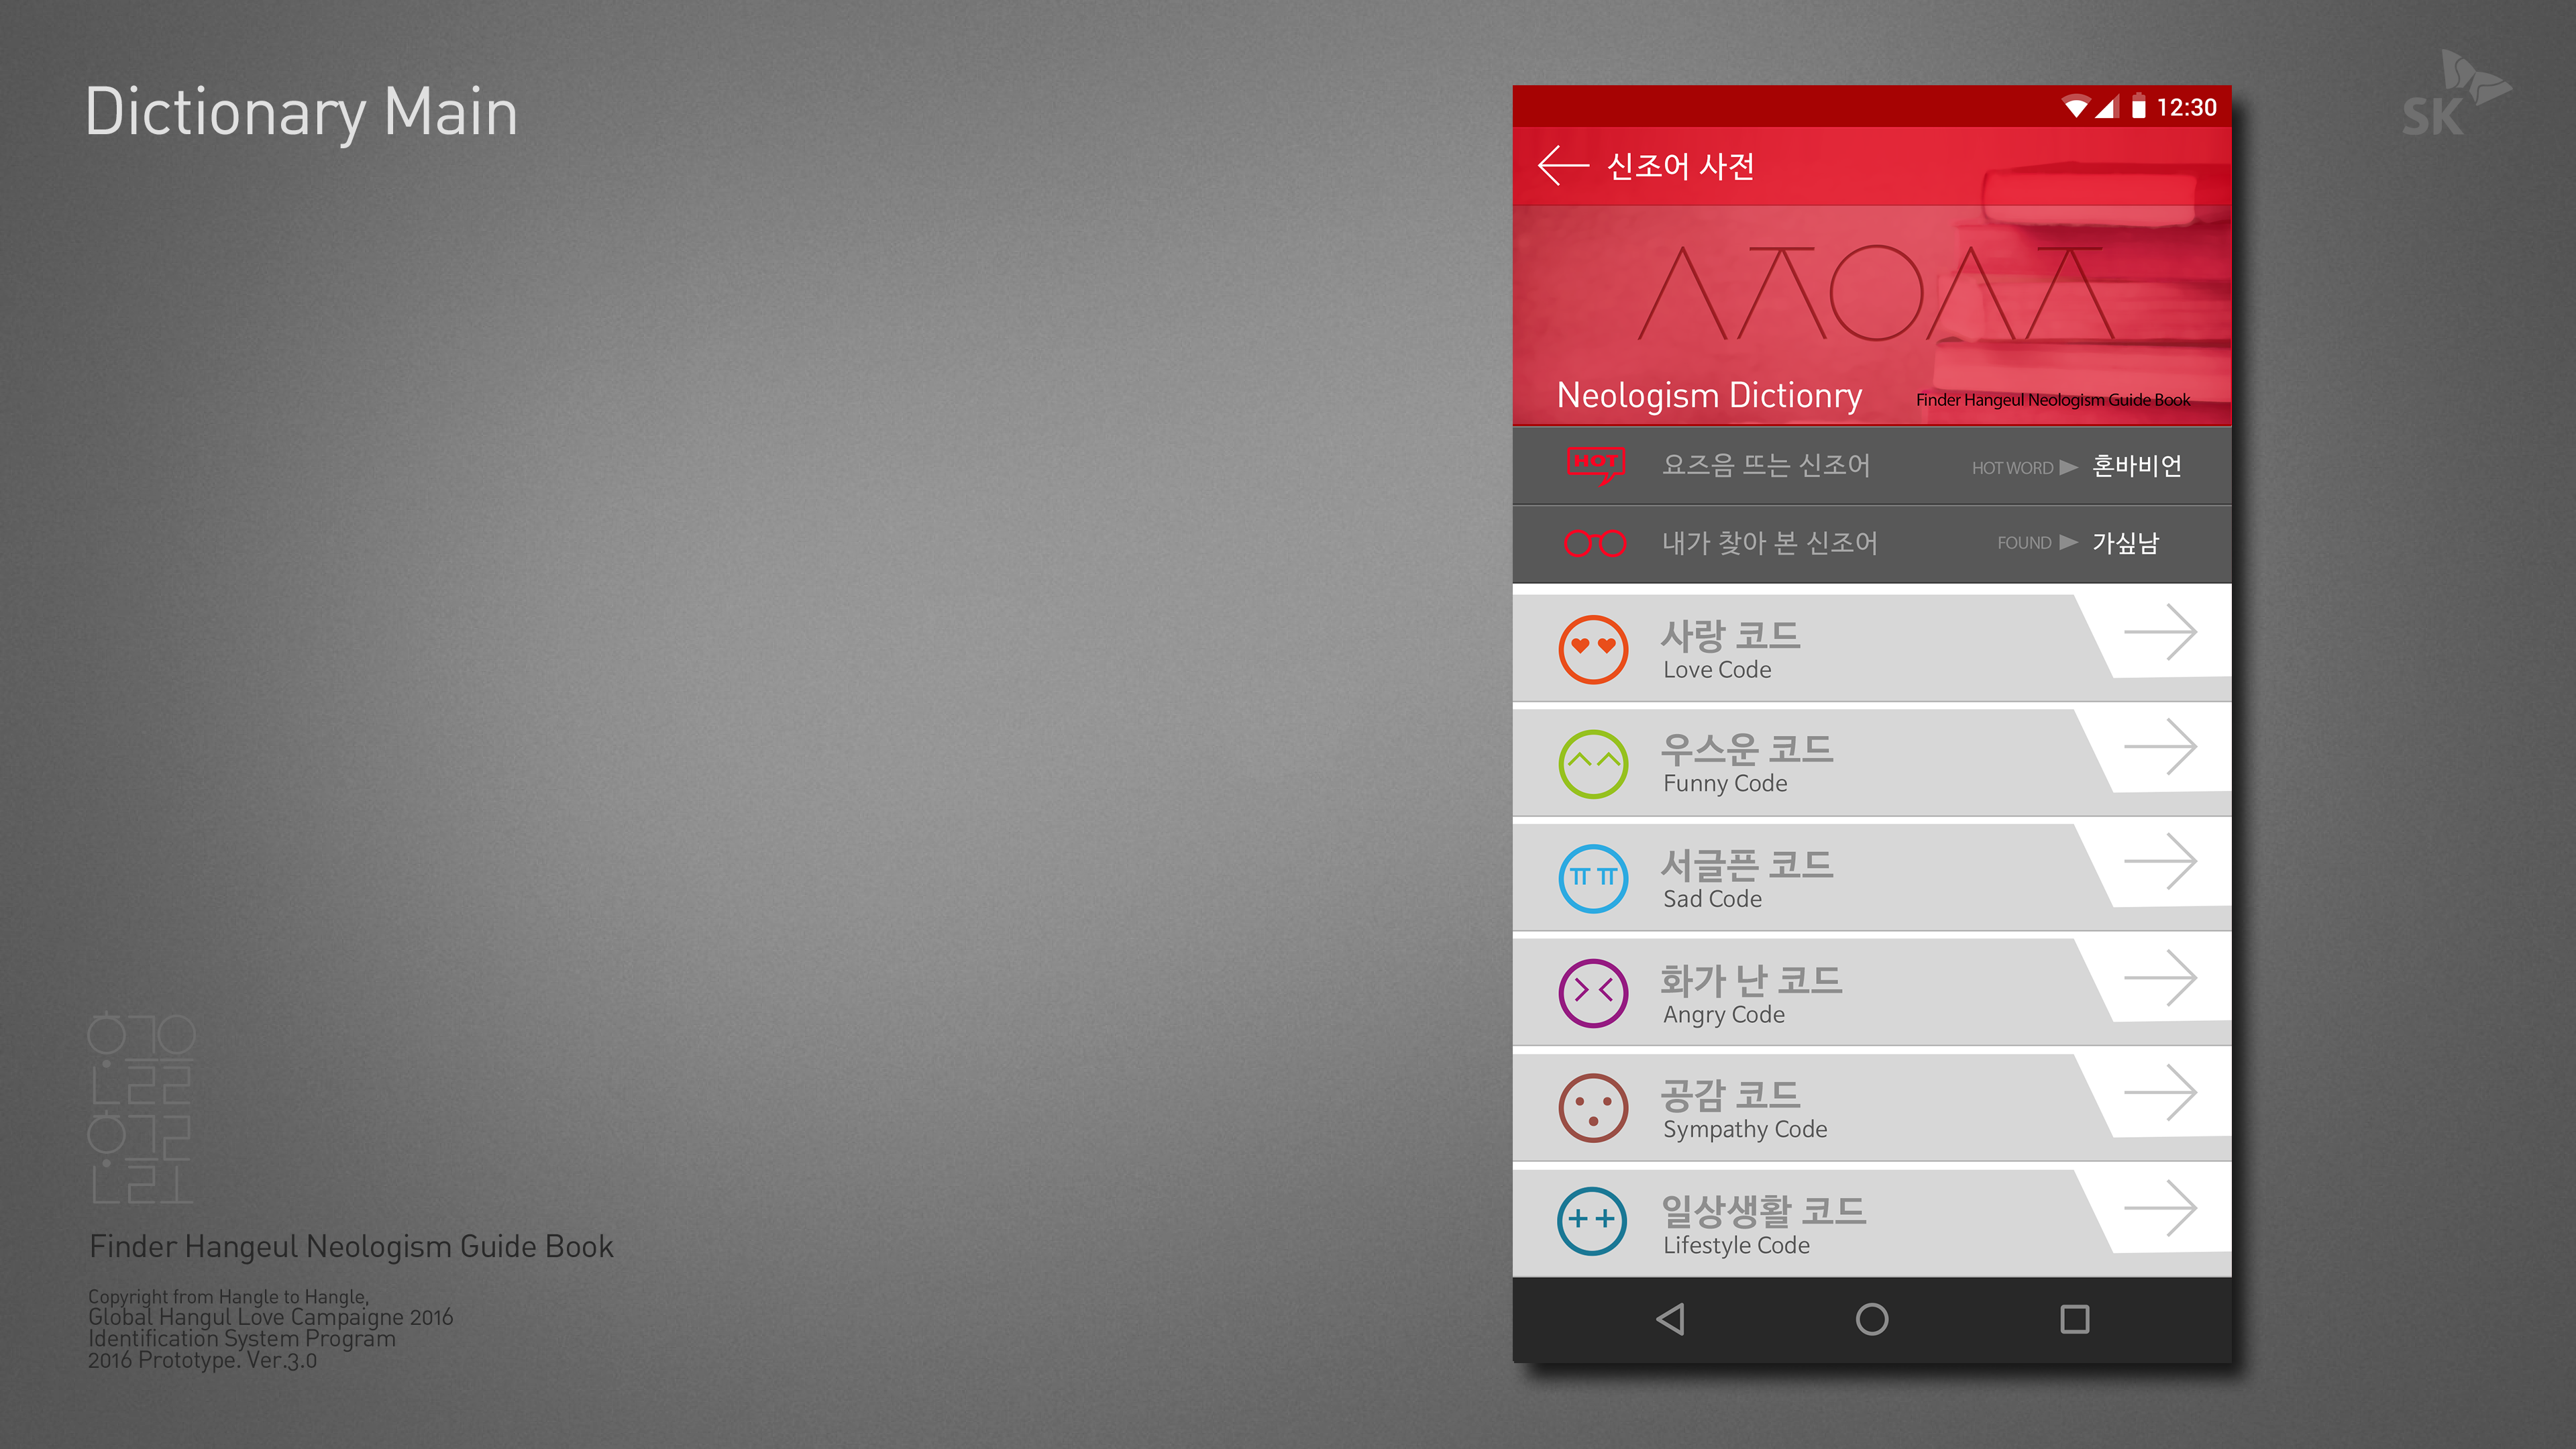 Dictionary Main
SK
12:30
신조어 사전
ㅅㅈㅇㅅㅈ
Neologism Dictionry
Finder Hangeul Neologism Guide Book
HOT 요즈음 뜨는 신조어 HOT WORD ▶ 혼바비언
내가 찾아 본 신조어 FOUND ▶ 가싶남
사랑 코드
Love Code
우스운 코드
Funny Code
서글픈 코드
Sad Code
화가 난 코드
Angry Code
공감 코드
Sympathy Code
일상생활 코드
Lifestyle Code
Finder Hangeul Neologism Guide Book
Copyright from Hangle to Hangle,
Global Hangul Love Campaigne 2016
Identification System Program
2016 Prototype. Ver.3.0